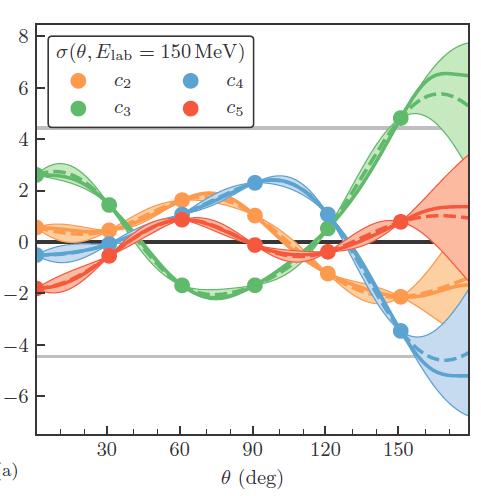 8
6
4
2
0
−2
−4
−6
σ(θ, E_lab = 150 MeV)
c₂ c₄
c₃ c₅
30 60 90 120 150
(a) θ (deg)